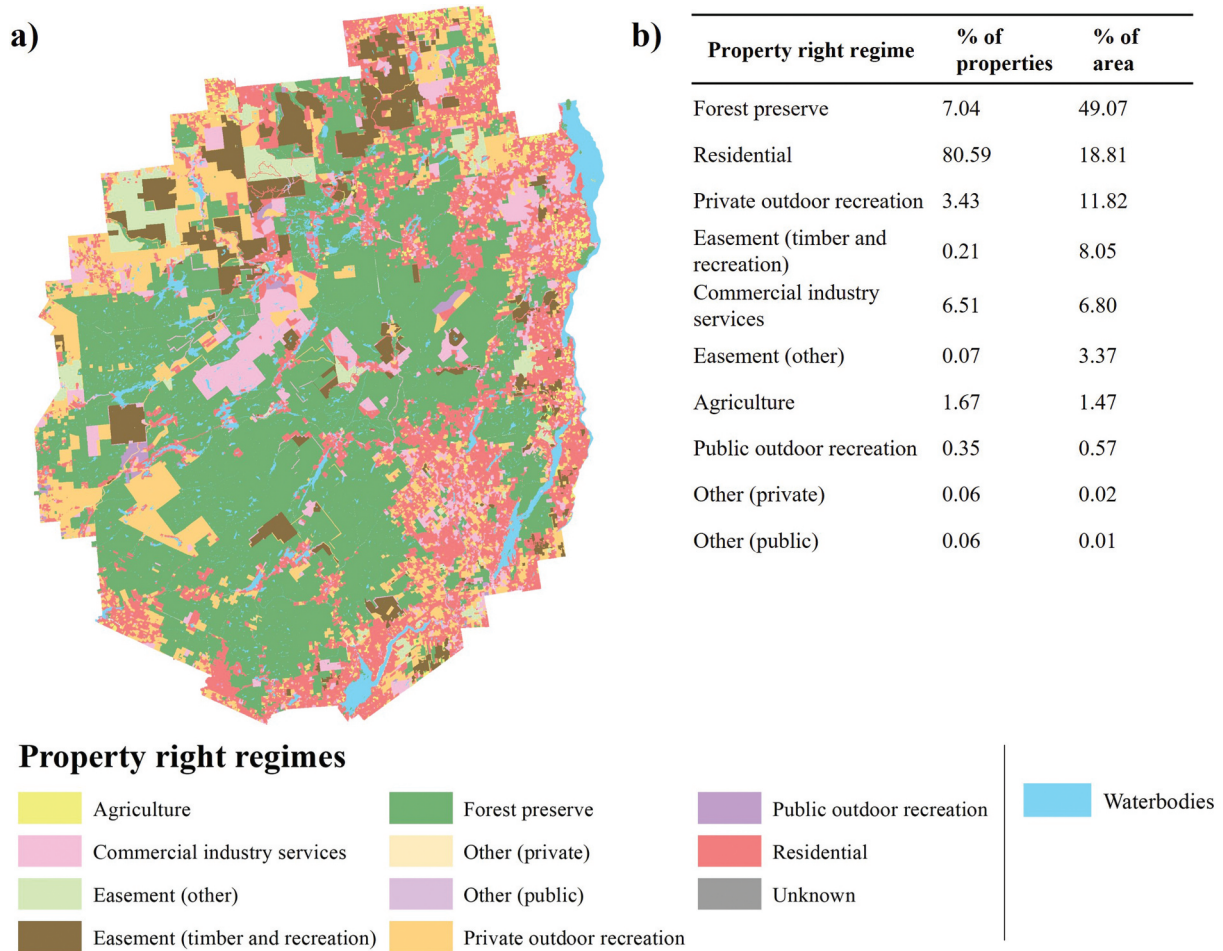 a)
b)
Property right regime % of properties % of area
Forest preserve 7.04 49.07
Residential 80.59 18.81
Private outdoor recreation 3.43 11.82
Easement (timber and recreation) 0.21 8.05
Commercial industry services 6.51 6.80
Easement (other) 0.07 3.37
Agriculture 1.67 1.47
Public outdoor recreation 0.35 0.57
Other (private) 0.06 0.02
Other (public) 0.06 0.01
Property right regimes
Agriculture
Commercial industry services
Easement (other)
Easement (timber and recreation)
Forest preserve
Other (private)
Other (public)
Private outdoor recreation
Public outdoor recreation
Residential
Unknown
Waterbodies